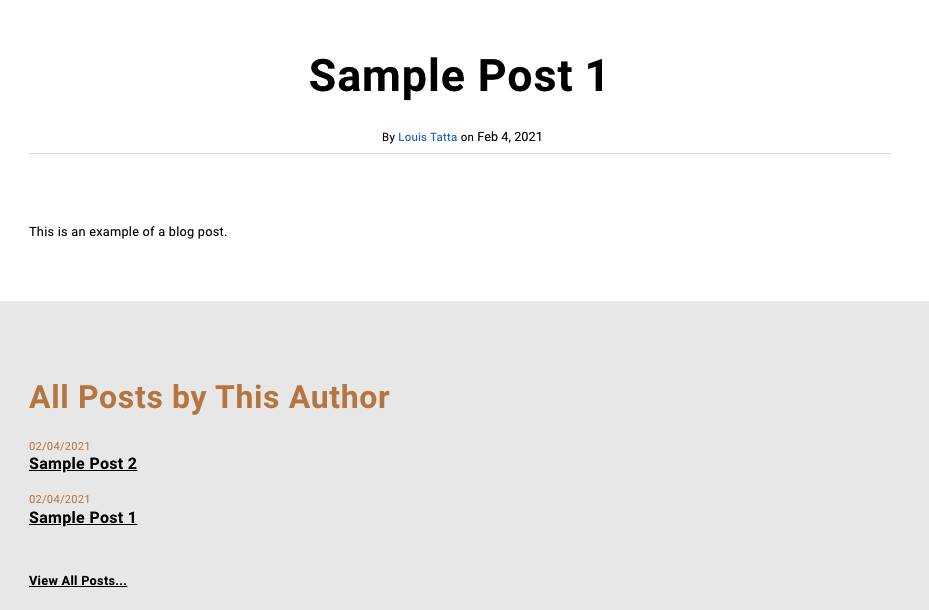 Sample Post 1
By Louis Tatta on Feb 4, 2021
This is an example of a blog post.
All Posts by This Author
02/04/2021
Sample Post 2
02/04/2021
Sample Post 1
View All Posts...